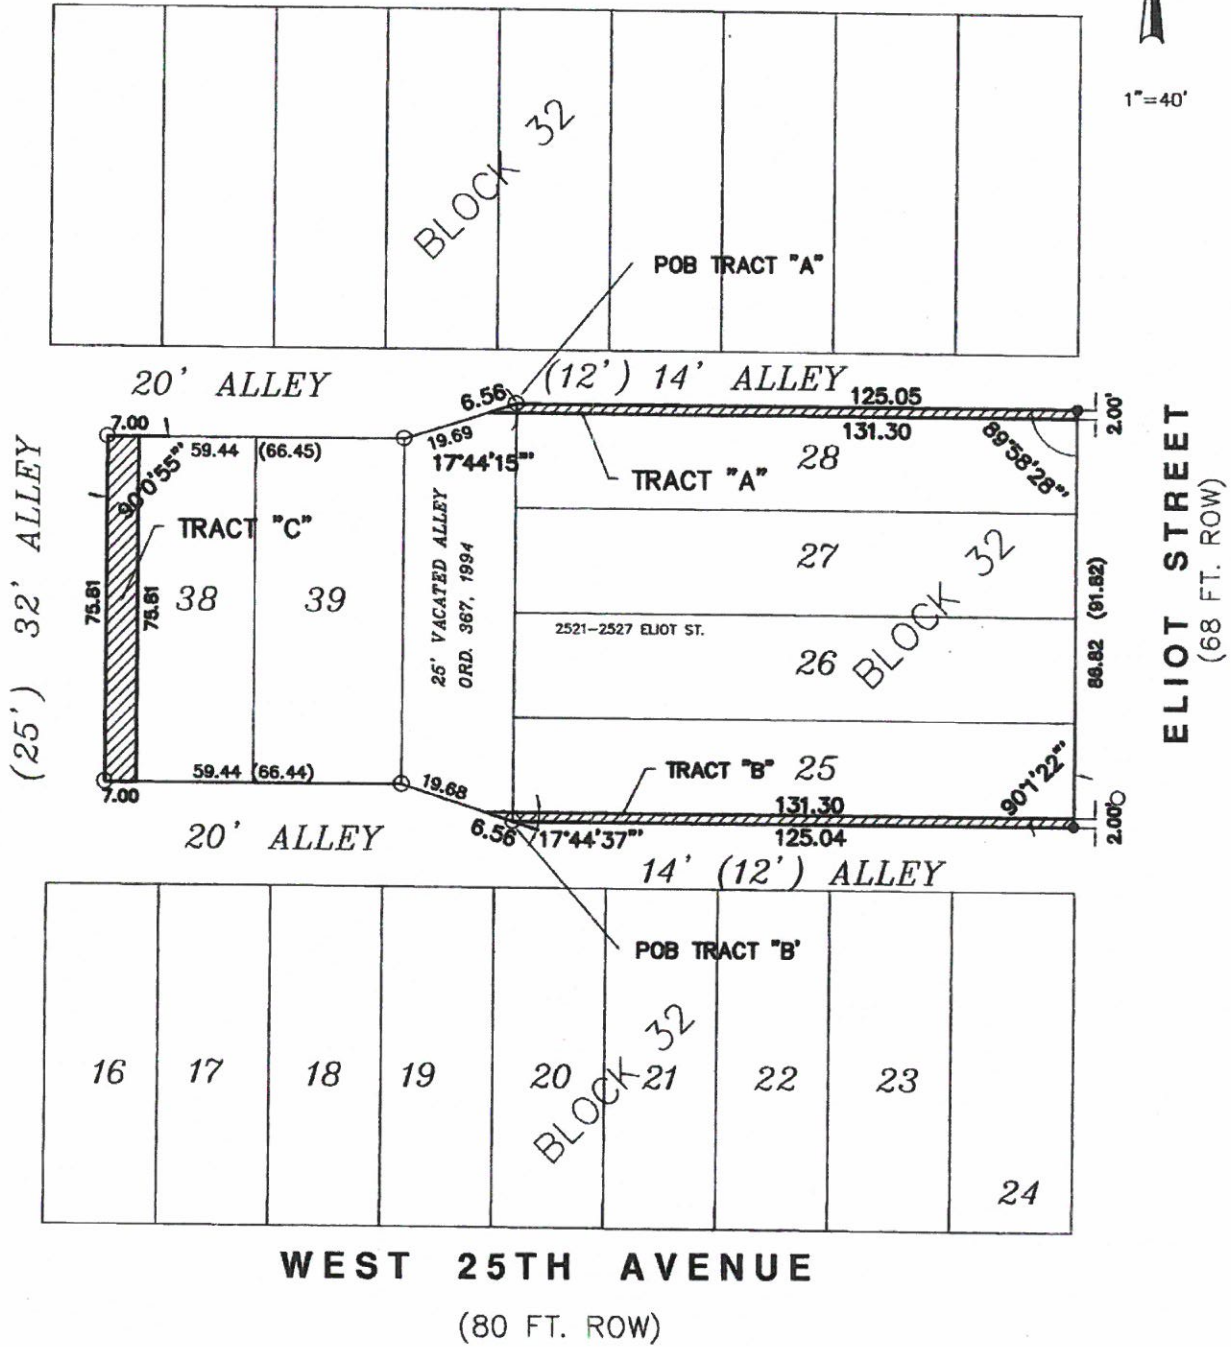 1"=40'
BLOCK 32
POB TRACT "A"
20' ALLEY
(12') 14' ALLEY
6.56
125.05
2.00'
7.00
59.44 (66.45)
19.69
17°44'15"'
131.30
89°58'28"'
28
90°0'55"'
TRACT "A"
TRACT "C"
(25') 32' ALLEY
75.81
75.81
38
39
25' VACATED ALLEY
ORD. 367, 1994
27
BLOCK 32
2521-2527 ELIOT ST.
26
86.82 (91.82)
ELIOT STREET
(68 FT. ROW)
TRACT "B"
25
90°1'22"'
59.44 (66.44)
7.00
19.68
131.30
2.00'
6.56
17°44'37"'
125.04
20' ALLEY
14' (12') ALLEY
POB TRACT "B'
BLOCK 32
16
17
18
19
20
21
22
23
24
WEST 25TH AVENUE
(80 FT. ROW)